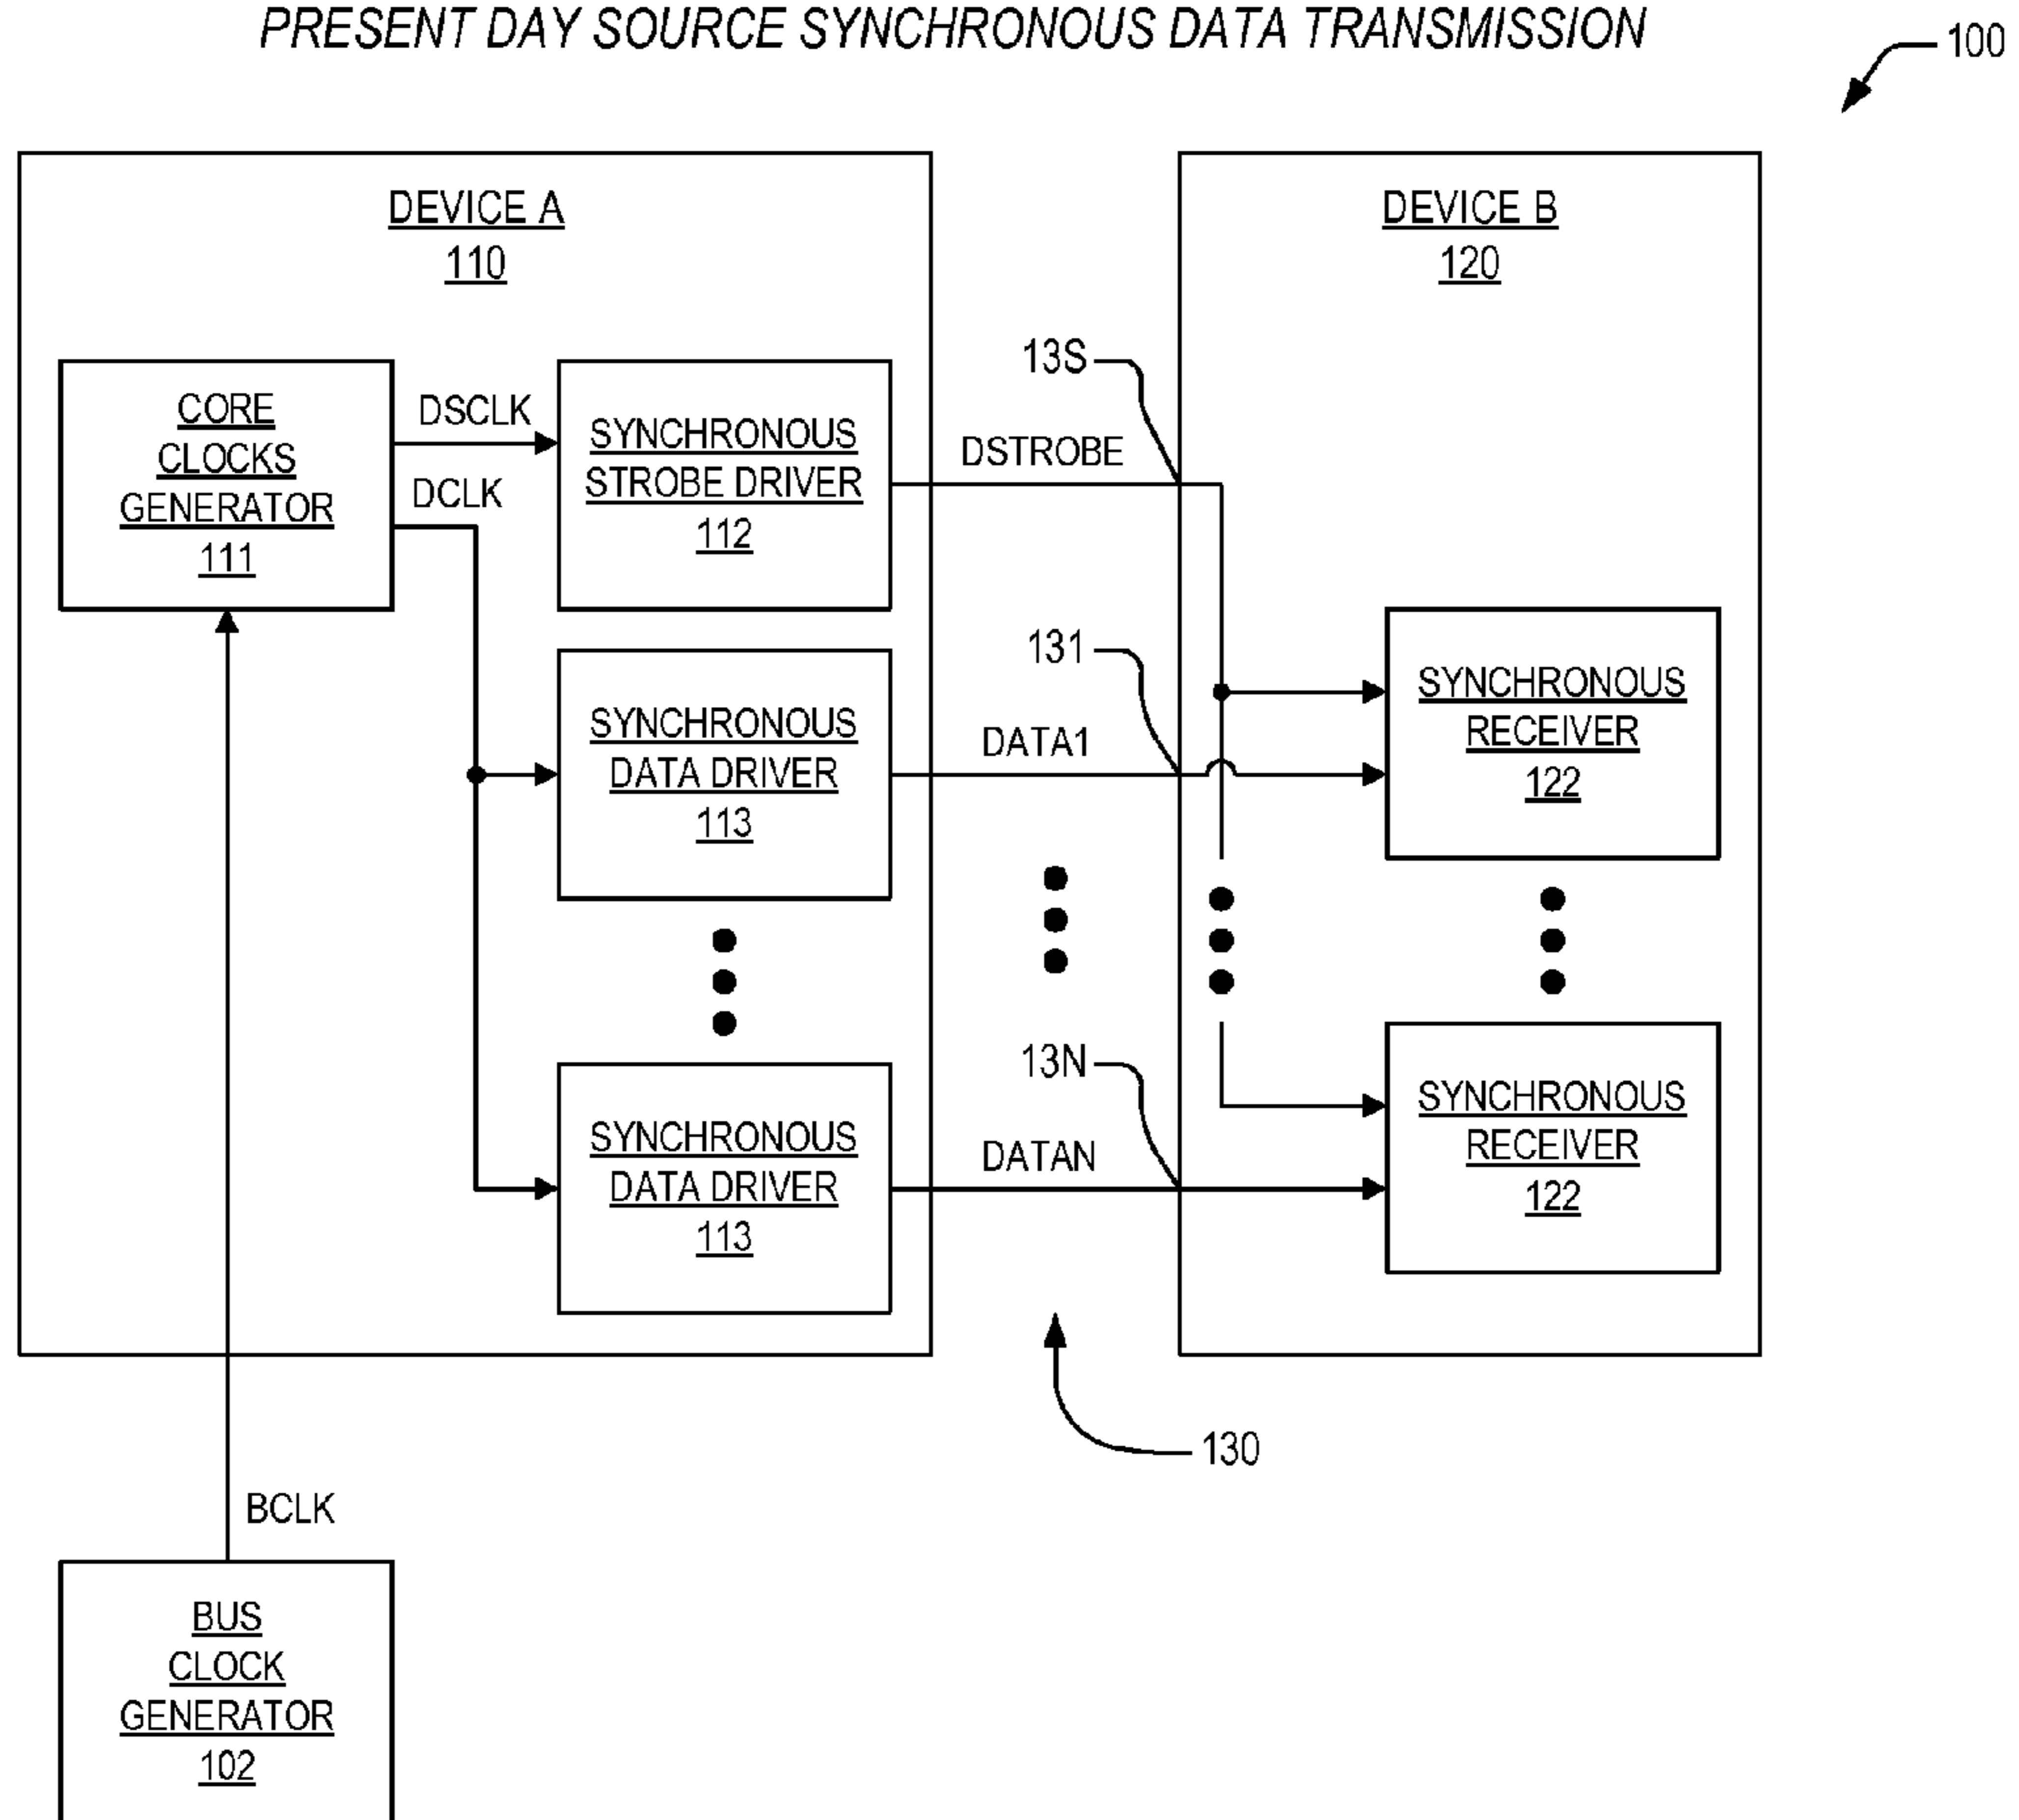 PRESENT DAY SOURCE SYNCHRONOUS DATA TRANSMISSION
100
DEVICE A
110
DEVICE B
120
CORE
CLOCKS
GENERATOR
111
DSCLK
DCLK
SYNCHRONOUS
STROBE DRIVER
112
13S
DSTROBE
SYNCHRONOUS
DATA DRIVER
113
131
DATA1
SYNCHRONOUS
RECEIVER
122
SYNCHRONOUS
DATA DRIVER
113
13N
DATAN
SYNCHRONOUS
RECEIVER
122
130
BCLK
BUS
CLOCK
GENERATOR
102